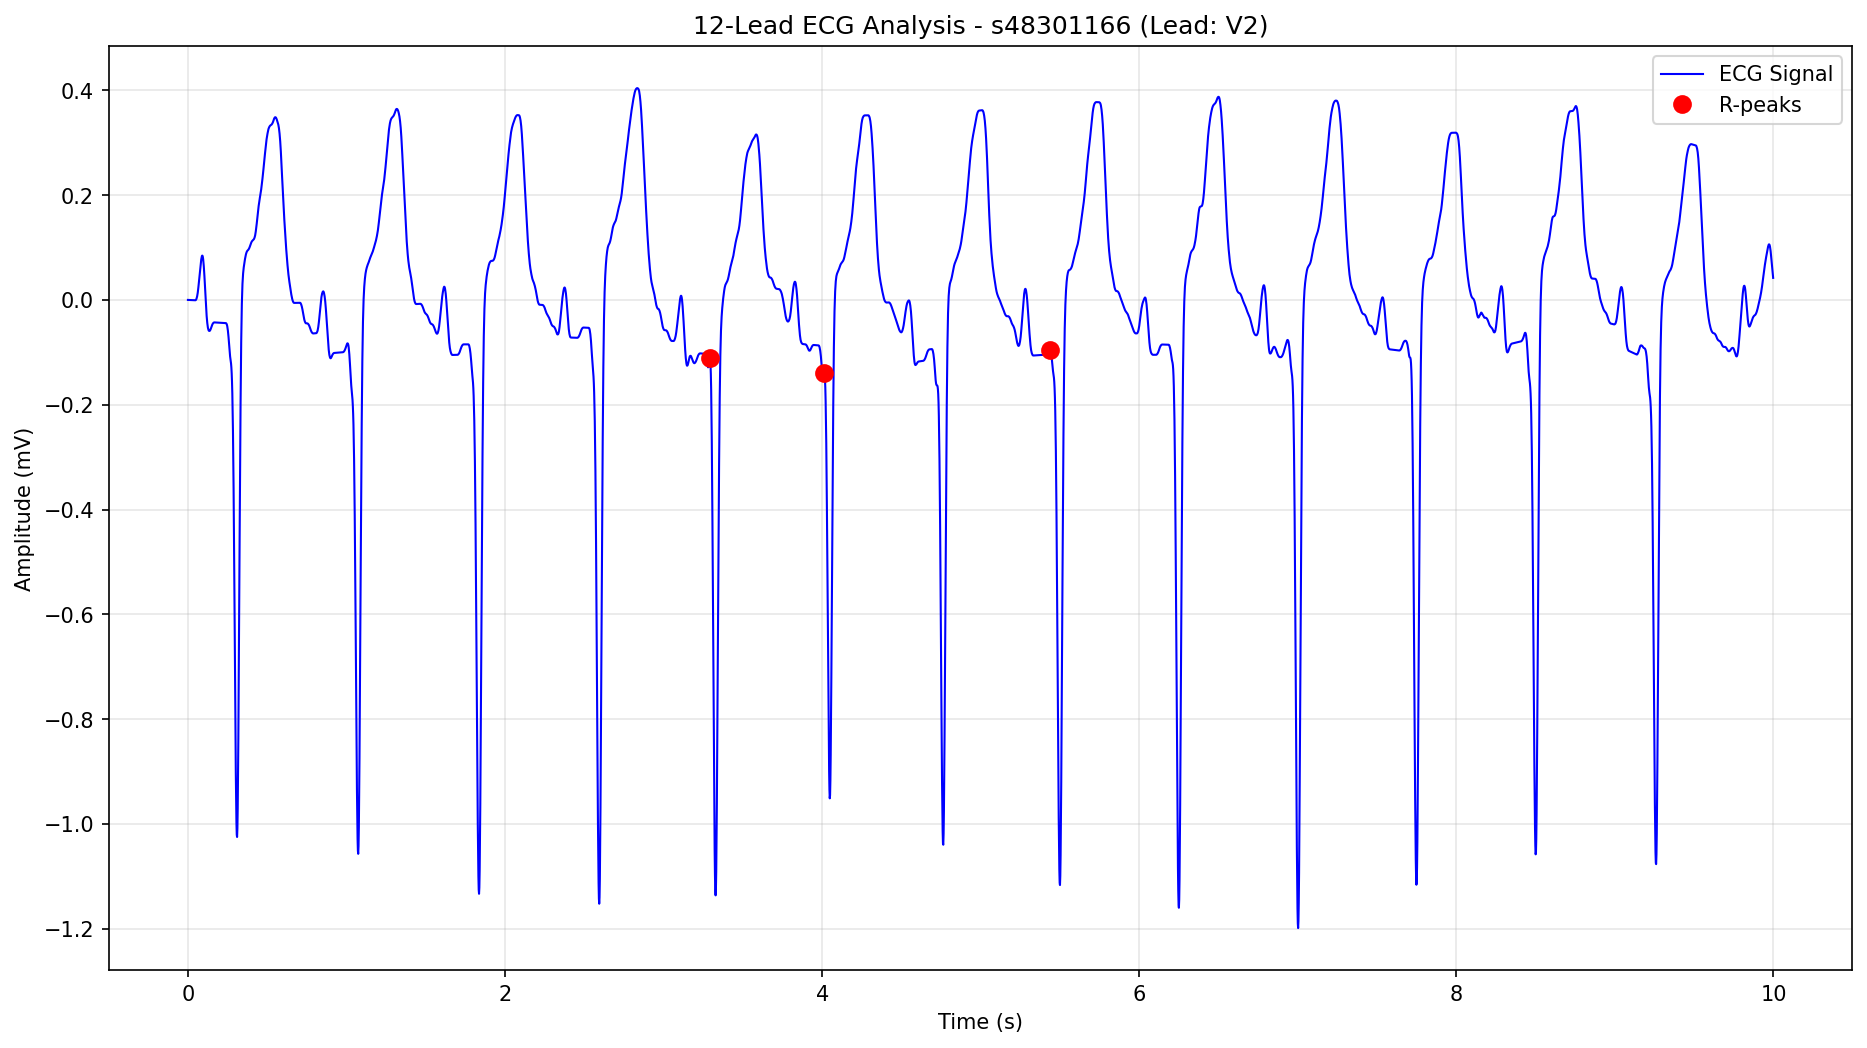 12-Lead ECG Analysis - s48301166 (Lead: V2)
ECG Signal
R-peaks
Amplitude (mV)
0.4
0.2
0.0
−0.2
−0.4
−0.6
−0.8
−1.0
−1.2
0 2 4 6 8 10
Time (s)